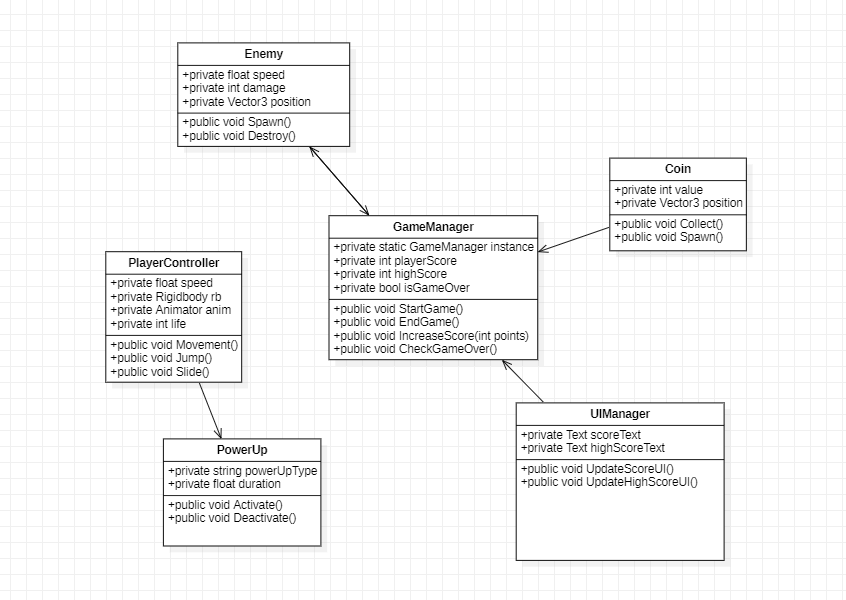 Enemy
+private float speed
+private int damage
+private Vector3 position
+public void Spawn()
+public void Destroy()
Coin
+private int value
+private Vector3 position
+public void Collect()
+public void Spawn()
GameManager
+private static GameManager instance
+private int playerScore
+private int highScore
+private bool isGameOver
+public void StartGame()
+public void EndGame()
+public void IncreaseScore(int points)
+public void CheckGameOver()
PlayerController
+private float speed
+private Rigidbody rb
+private Animator anim
+private int life
+public void Movement()
+public void Jump()
+public void Slide()
UIManager
+private Text scoreText
+private Text highScoreText
+public void UpdateScoreUI()
+public void UpdateHighScoreUI()
PowerUp
+private string powerUpType
+private float duration
+public void Activate()
+public void Deactivate()